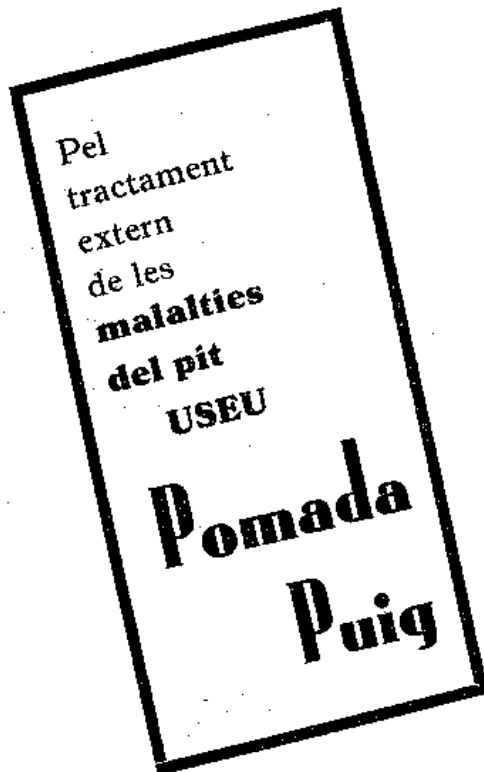 Pel
tractament
extern
de les
malalties
del pit
USEU
Pomada
Puig